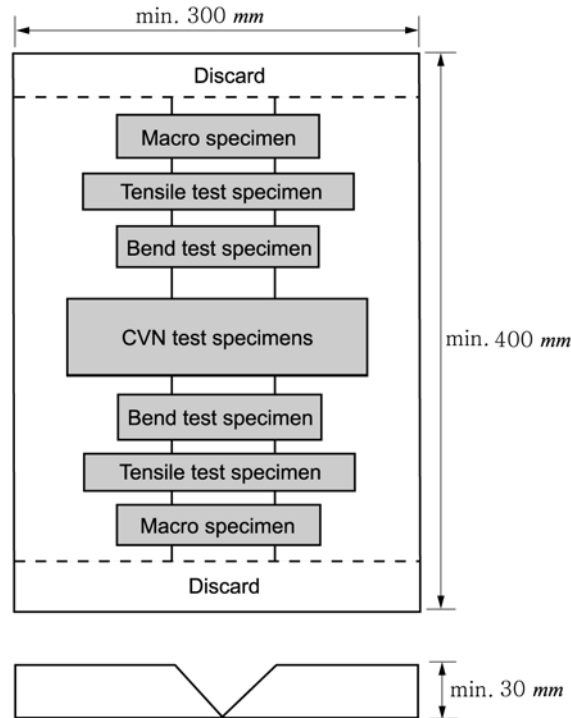 min. 300 mm
Discard
Macro specimen
Tensile test specimen
Bend test specimen
CVN test specimens
min. 400 mm
Bend test specimen
Tensile test specimen
Macro specimen
Discard
min. 30 mm